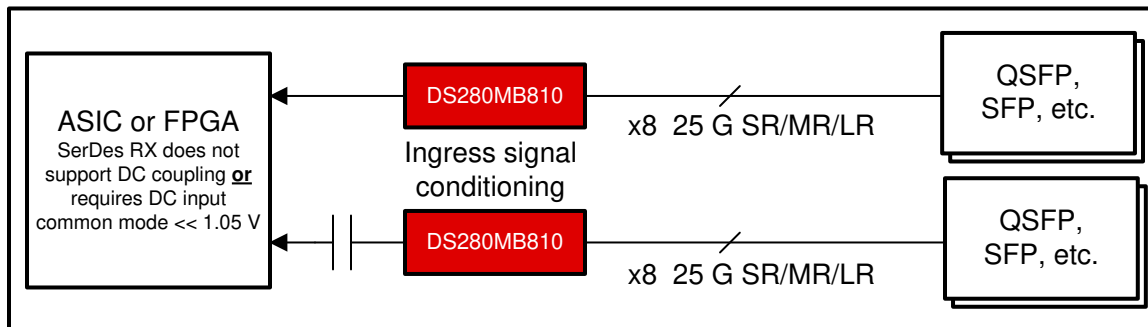 ASIC or FPGA
SerDes RX does not
support DC coupling or
requires DC input
common mode << 1.05 V
DS280MB810
Ingress signal
conditioning
DS280MB810
x8 25 G SR/MR/LR
x8 25 G SR/MR/LR
QSFP,
SFP, etc.
QSFP,
SFP, etc.